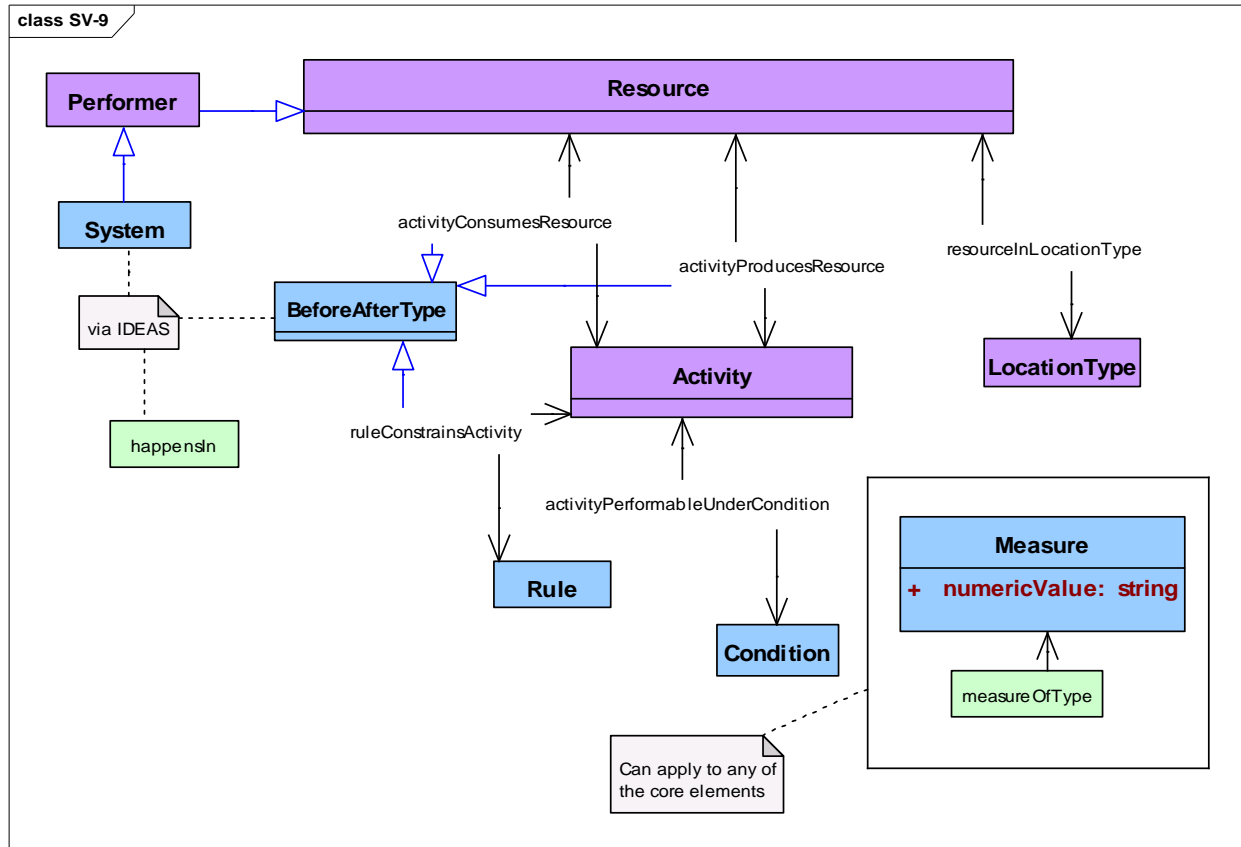 class SV-9
Performer
Resource
System
activityConsumesResource
activityProducesResource
resourceInLocationType
BeforeAfterType
via IDEAS
LocationType
Activity
happensIn
ruleConstrainsActivity
activityPerformableUnderCondition
Measure
+ numericValue: string
Rule
Condition
measureOfType
Can apply to any of
the core elements